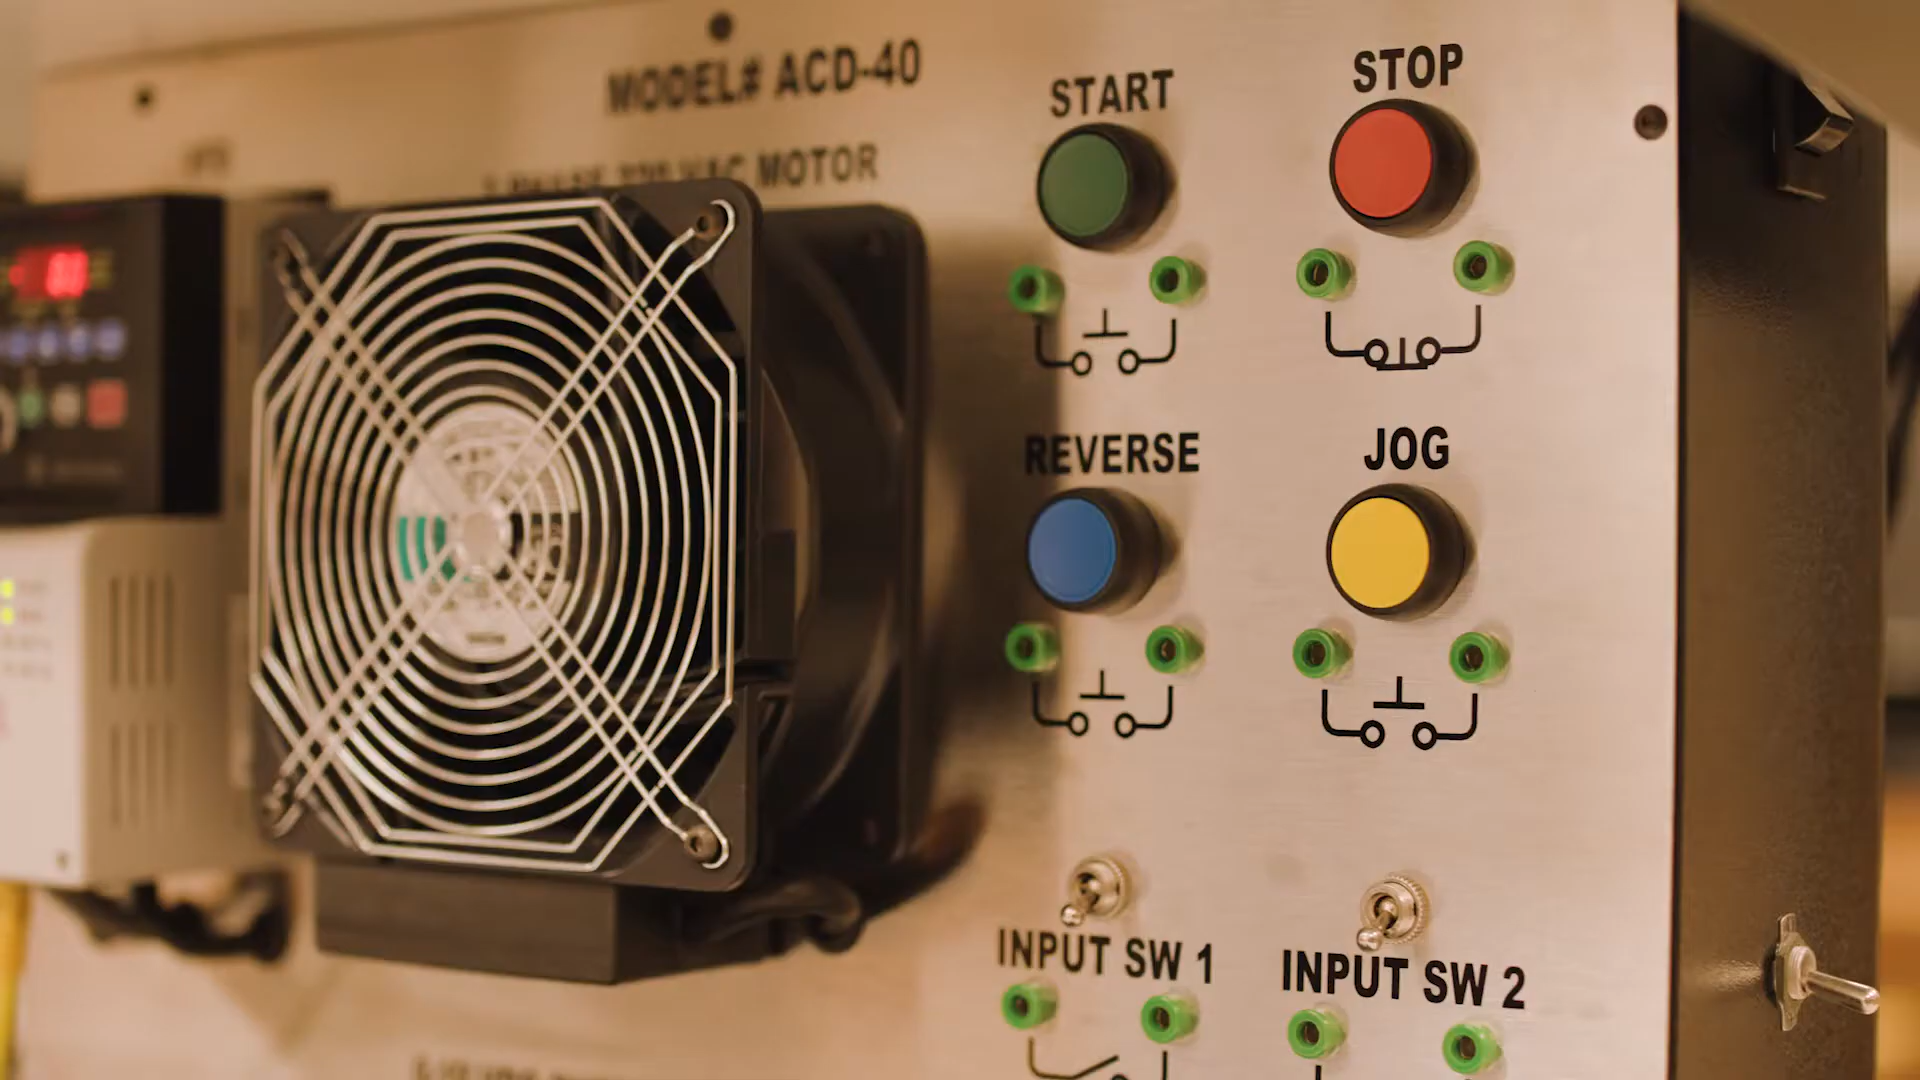 MODEL# ACD-40
MOTOR
START
STOP
REVERSE
JOG
INPUT SW 1
INPUT SW 2